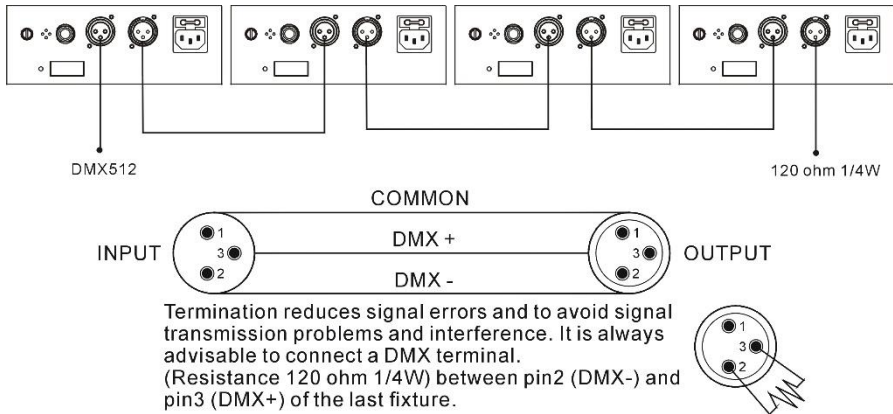 DMX512
120 ohm 1/4W
COMMON
INPUT
1
3
2
DMX +
DMX -
1
3
2
OUTPUT
Termination reduces signal errors and to avoid signal
transmission problems and interference. It is always
advisable to connect a DMX terminal.
(Resistance 120 ohm 1/4W) between pin2 (DMX-) and
pin3 (DMX+) of the last fixture.
1
3
2